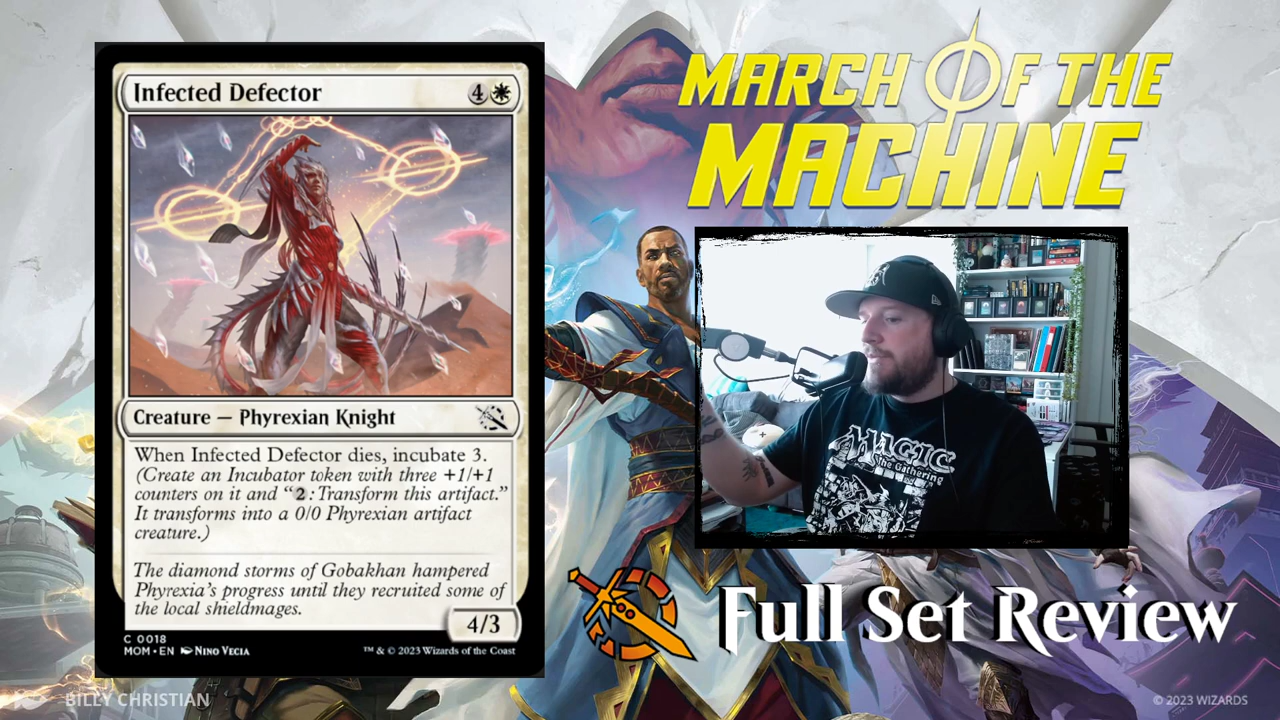 Infected Defector 4
Creature — Phyrexian Knight
When Infected Defector dies, incubate 3.
(Create an Incubator token with three +1/+1
counters on it and “2: Transform this artifact.”
It transforms into a 0/0 Phyrexian artifact
creature.)
The diamond storms of Gobakhan hampered
Phyrexia's progress until they recruited some of
the local shieldmages.
4/3
C 0018
MOM • EN Nino Vecia
™ & © 2023 Wizards of the Coast
MARCH OF THE
MACHINE
MAGIC
The Gathering
Full Set Review
BILLY CHRISTIAN
© 2023 WIZARDS